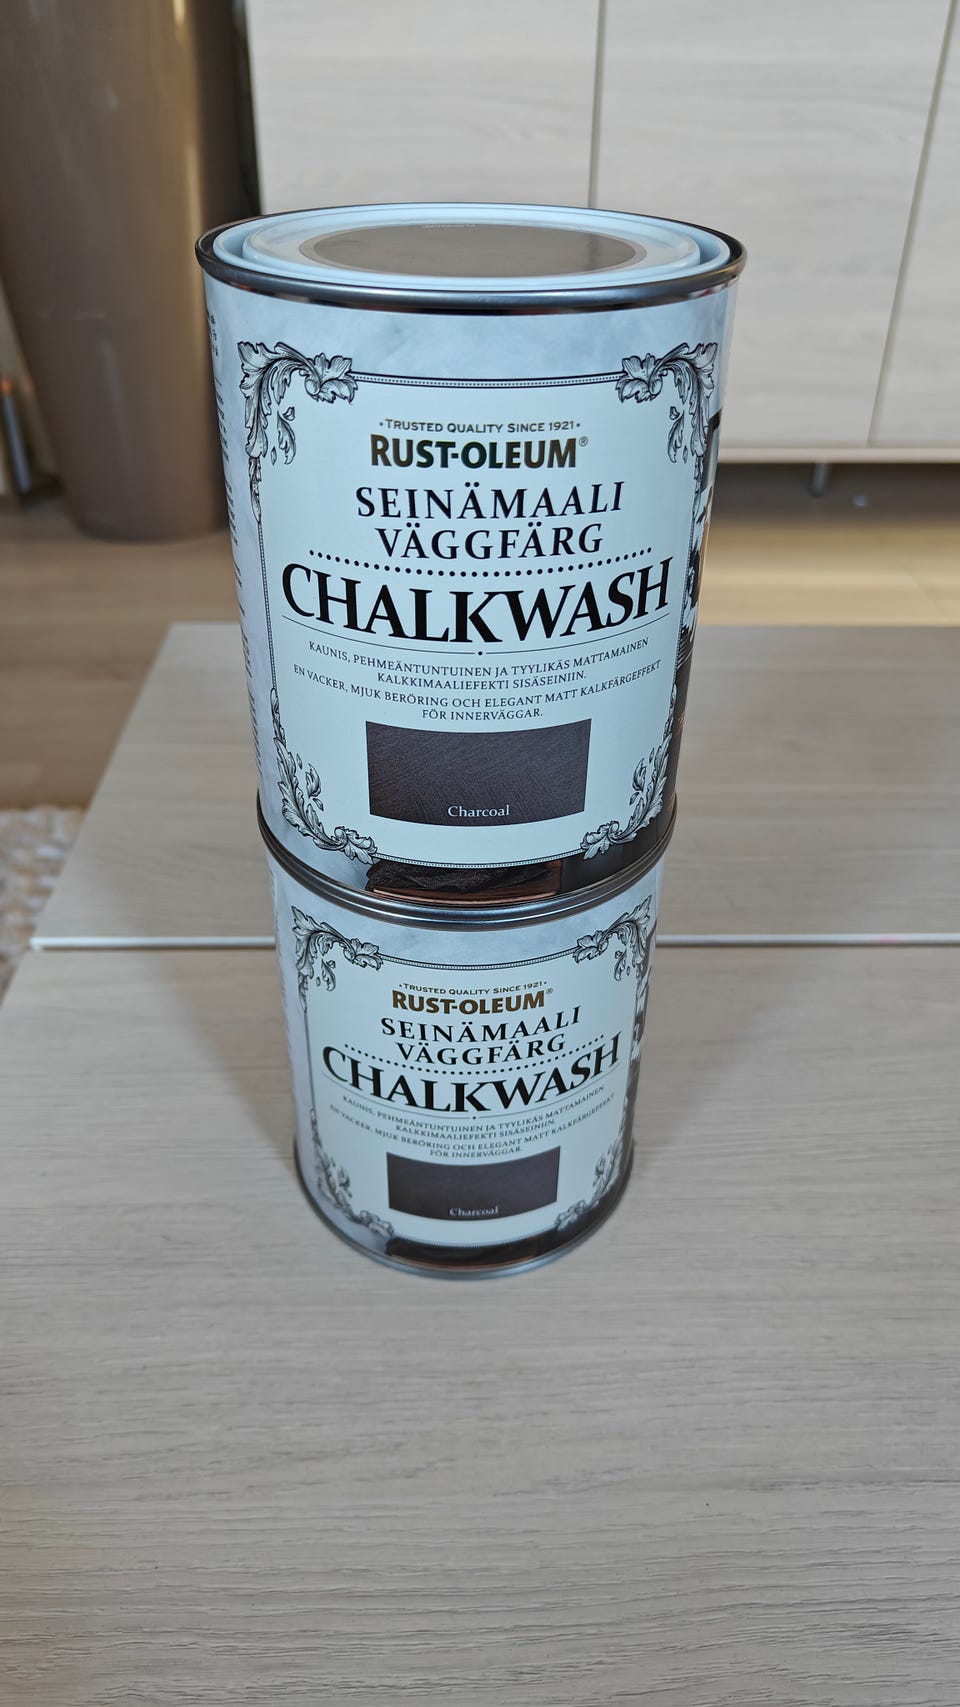 • TRUSTED QUALITY SINCE 1921 •
RUST-OLEUM®
SEINÄMAALI
VÄGGFÄRG
CHALKWASH
KAUNIS, PEHMEÄNTUNTUINEN JA TYYLIKÄS MATTAMAINEN
KALKKIMAALIEFEKTI SISÄSEINIIN.
EN VACKER, MJUK BERÖRING OCH ELEGANT MATT KALKFÄRGEFFEKT
FÖR INNERVÄGGAR.
Charcoal
• TRUSTED QUALITY SINCE 1921 •
RUST-OLEUM®
SEINÄMAALI
VÄGGFÄRG
CHALKWASH
KAUNIS, PEHMEÄNTUNTUINEN JA TYYLIKÄS MATTAMAINEN
KALKKIMAALIEFEKTI SISÄSEINIIN.
EN VACKER, MJUK BERÖRING OCH ELEGANT MATT KALKFÄRGEFFEKT
FÖR INNERVÄGGAR.
Charcoal